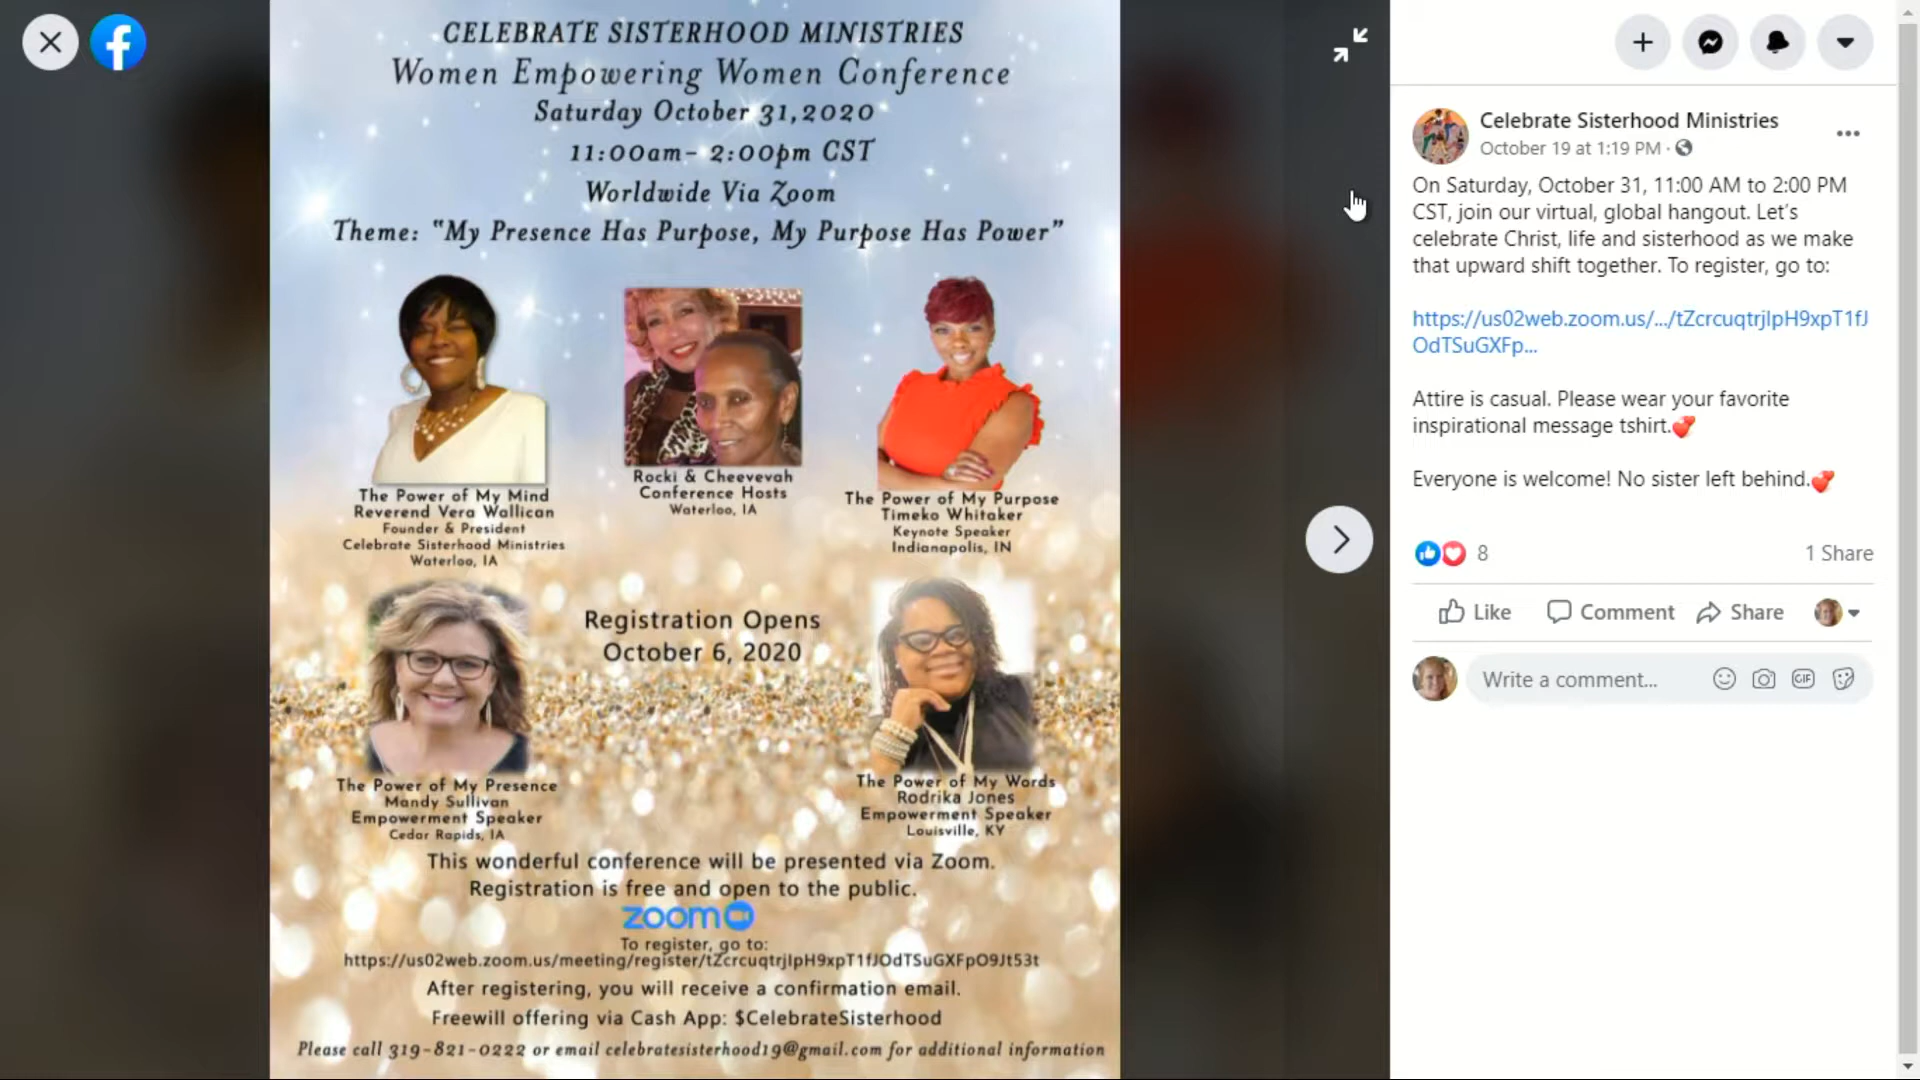 CELEBRATE SISTERHOOD MINISTRIES
Women Empowering Women Conference
Saturday October 31,2020
11:00am- 2:00pm CST
Worldwide Via Zoom
Theme: "My Presence Has Purpose, My Purpose Has Power"
The Power of My Mind
Reverend Vera Wallican
Founder & President
Celebrate Sisterhood Ministries
Waterloo, IA
Rocki & Cheevevah
Conference Hosts
Waterloo, IA
The Power of My Purpose
Timeko Whitaker
Keynote Speaker
Indianapolis, IN
Registration Opens
October 6, 2020
The Power of My Presence
Mandy Sullivan
Empowerment Speaker
Cedar Rapids, IA
The Power of My Words
Rodrika Jones
Empowerment Speaker
Louisville, KY
This wonderful conference will be presented via Zoom.
Registration is free and open to the public.
zoom
To register, go to:
https://us02web.zoom.us/meeting/register/tZcrcuqtrjIpH9xpT1fJOdTSuGXFpO9Jt53t
After registering, you will receive a confirmation email.
Freewill offering via Cash App: $CelebrateSisterhood
Please call 319-821-0222 or email celebratesisterhood19@gmail.com for additional information
Celebrate Sisterhood Ministries
October 19 at 1:19 PM ·
On Saturday, October 31, 11:00 AM to 2:00 PM
CST, join our virtual, global hangout. Let's
celebrate Christ, life and sisterhood as we make
that upward shift together. To register, go to:
https://us02web.zoom.us/.../tZcrcuqtrjIpH9xpT1fJ
OdTSuGXFp...
Attire is casual. Please wear your favorite
inspirational message tshirt.💕
Everyone is welcome! No sister left behind.💕
8
1 Share
Like
Comment
Share
Write a comment...
GIF